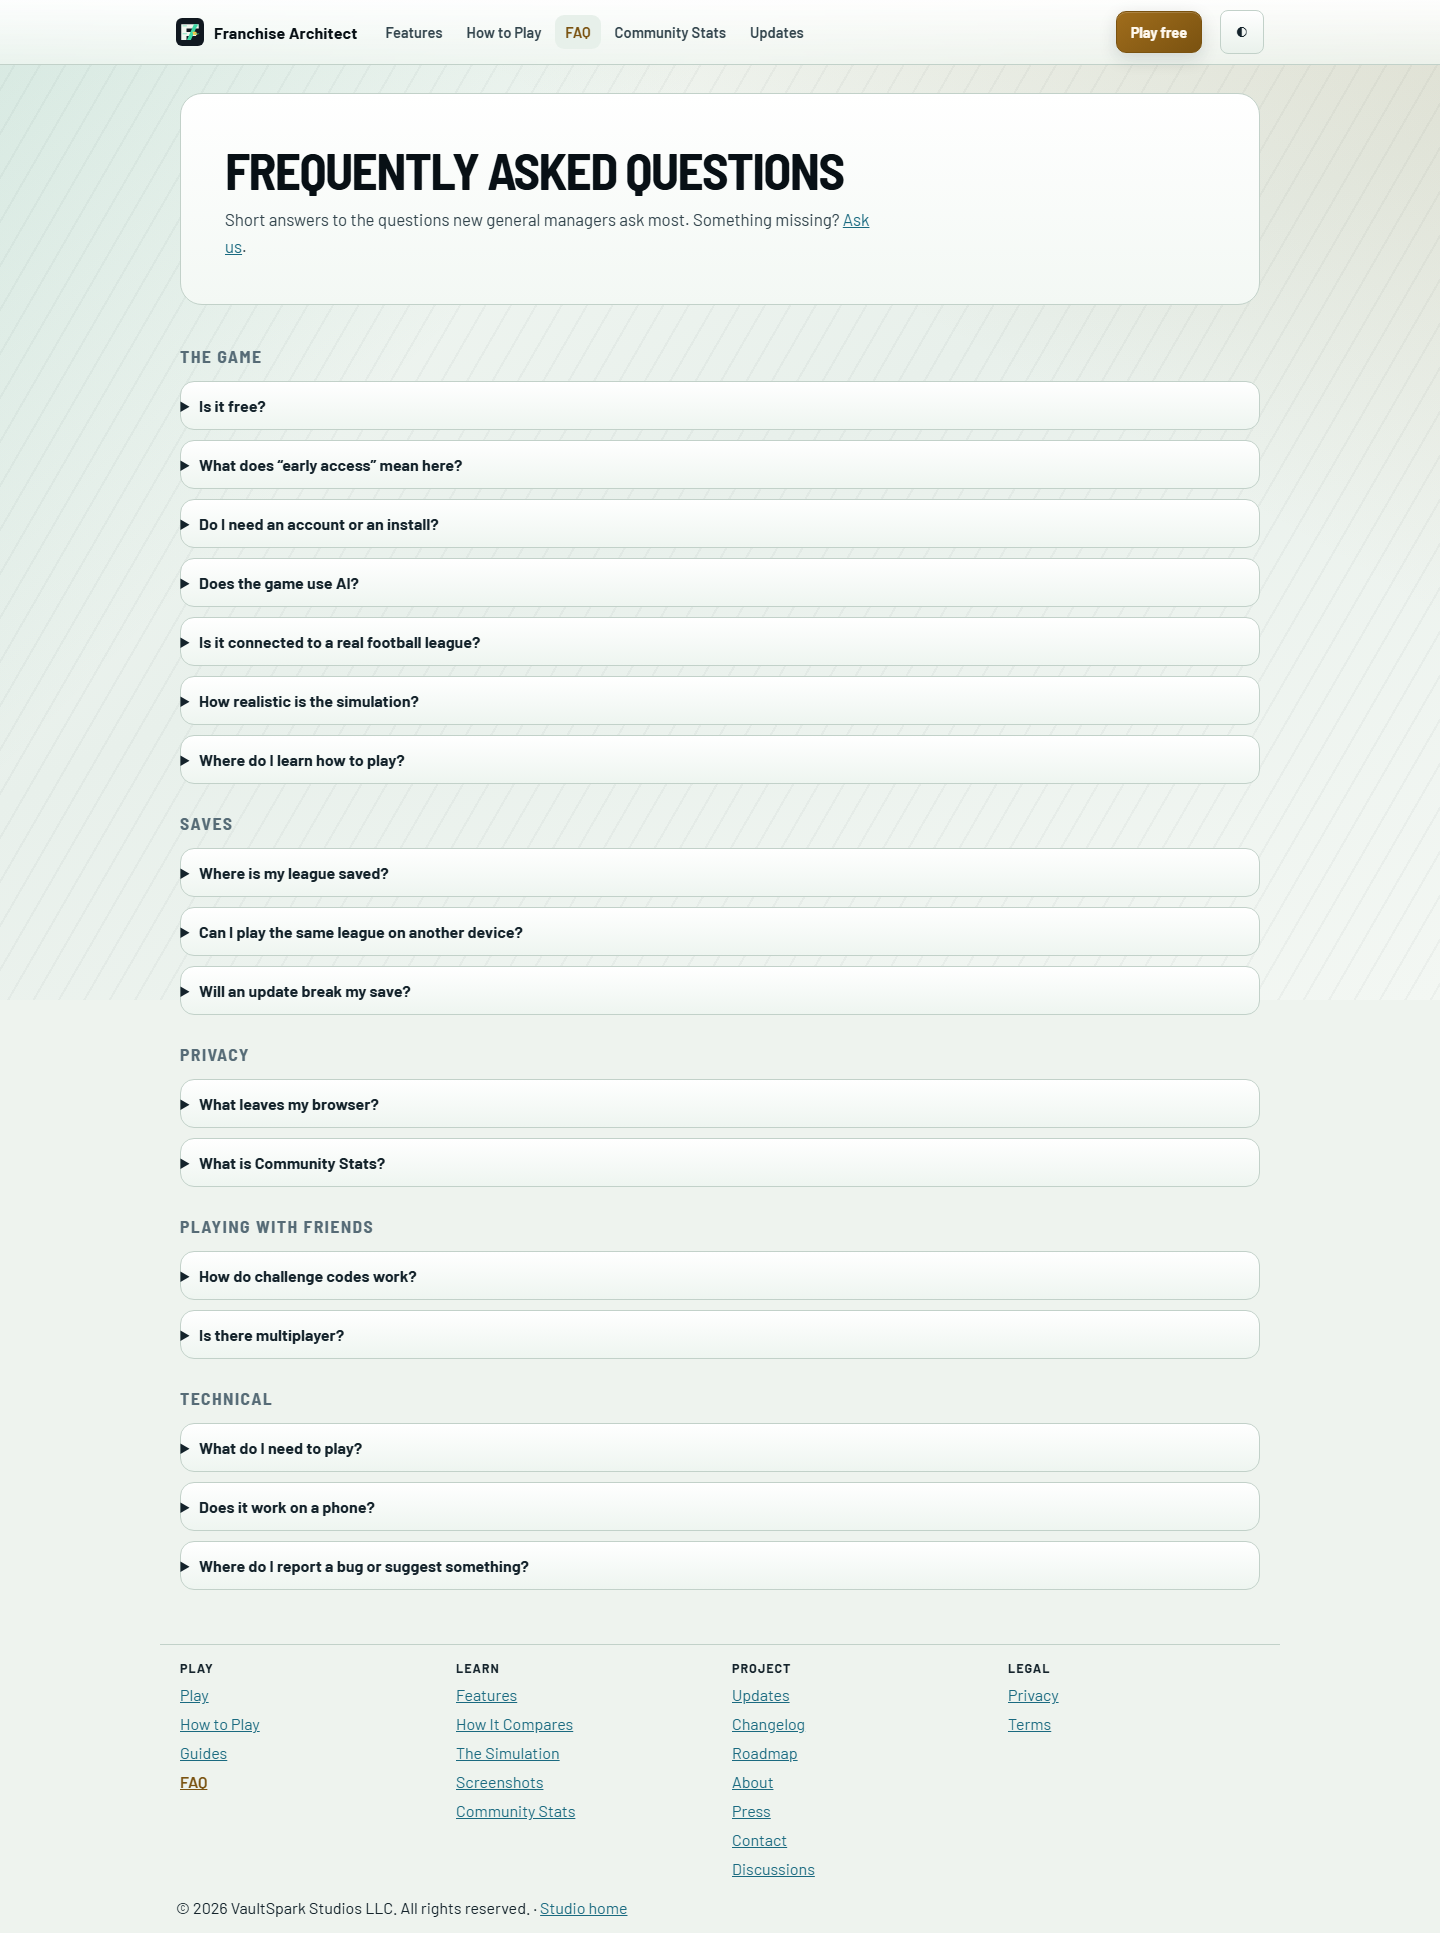 Franchise Architect
Features
How to Play
FAQ
Community Stats
Updates
Play free
FREQUENTLY ASKED QUESTIONS
Short answers to the questions new general managers ask most. Something missing? Ask
us.
THE GAME
Is it free?
What does “early access” mean here?
Do I need an account or an install?
Does the game use AI?
Is it connected to a real football league?
How realistic is the simulation?
Where do I learn how to play?
SAVES
Where is my league saved?
Can I play the same league on another device?
Will an update break my save?
PRIVACY
What leaves my browser?
What is Community Stats?
PLAYING WITH FRIENDS
How do challenge codes work?
Is there multiplayer?
TECHNICAL
What do I need to play?
Does it work on a phone?
Where do I report a bug or suggest something?
PLAY
Play
How to Play
Guides
FAQ
LEARN
Features
How It Compares
The Simulation
Screenshots
Community Stats
PROJECT
Updates
Changelog
Roadmap
About
Press
Contact
Discussions
LEGAL
Privacy
Terms
© 2026 VaultSpark Studios LLC. All rights reserved. · Studio home